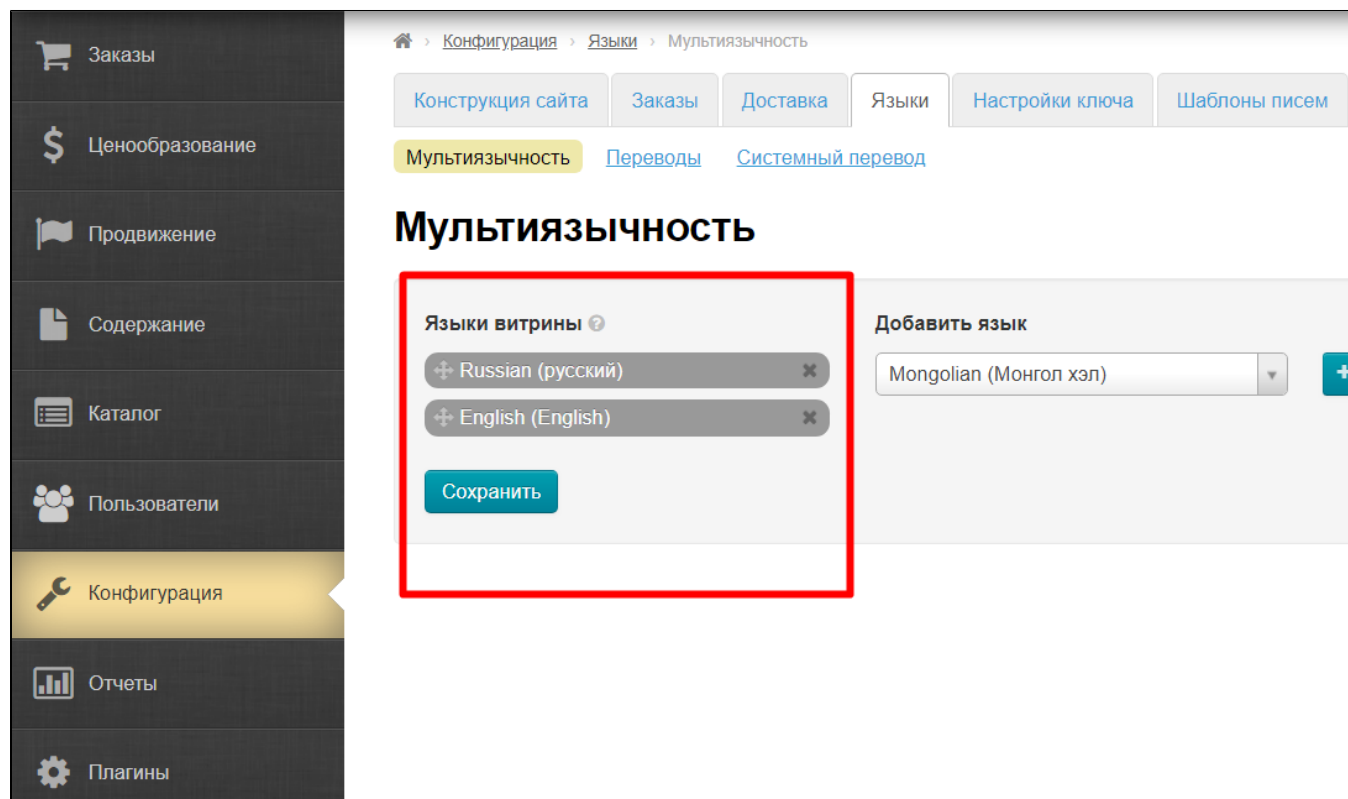 Заказы
Ценообразование
Продвижение
Содержание
Каталог
Пользователи
Конфигурация
Отчеты
Плагины
Конфигурация › Языки › Мультиязычность
Конструкция сайта Заказы Доставка Языки Настройки ключа Шаблоны писем
Мультиязычность Переводы Системный перевод
Мультиязычность
Языки витрины
Russian (русский)
English (English)
Сохранить
Добавить язык
Mongolian (Монгол хэл)